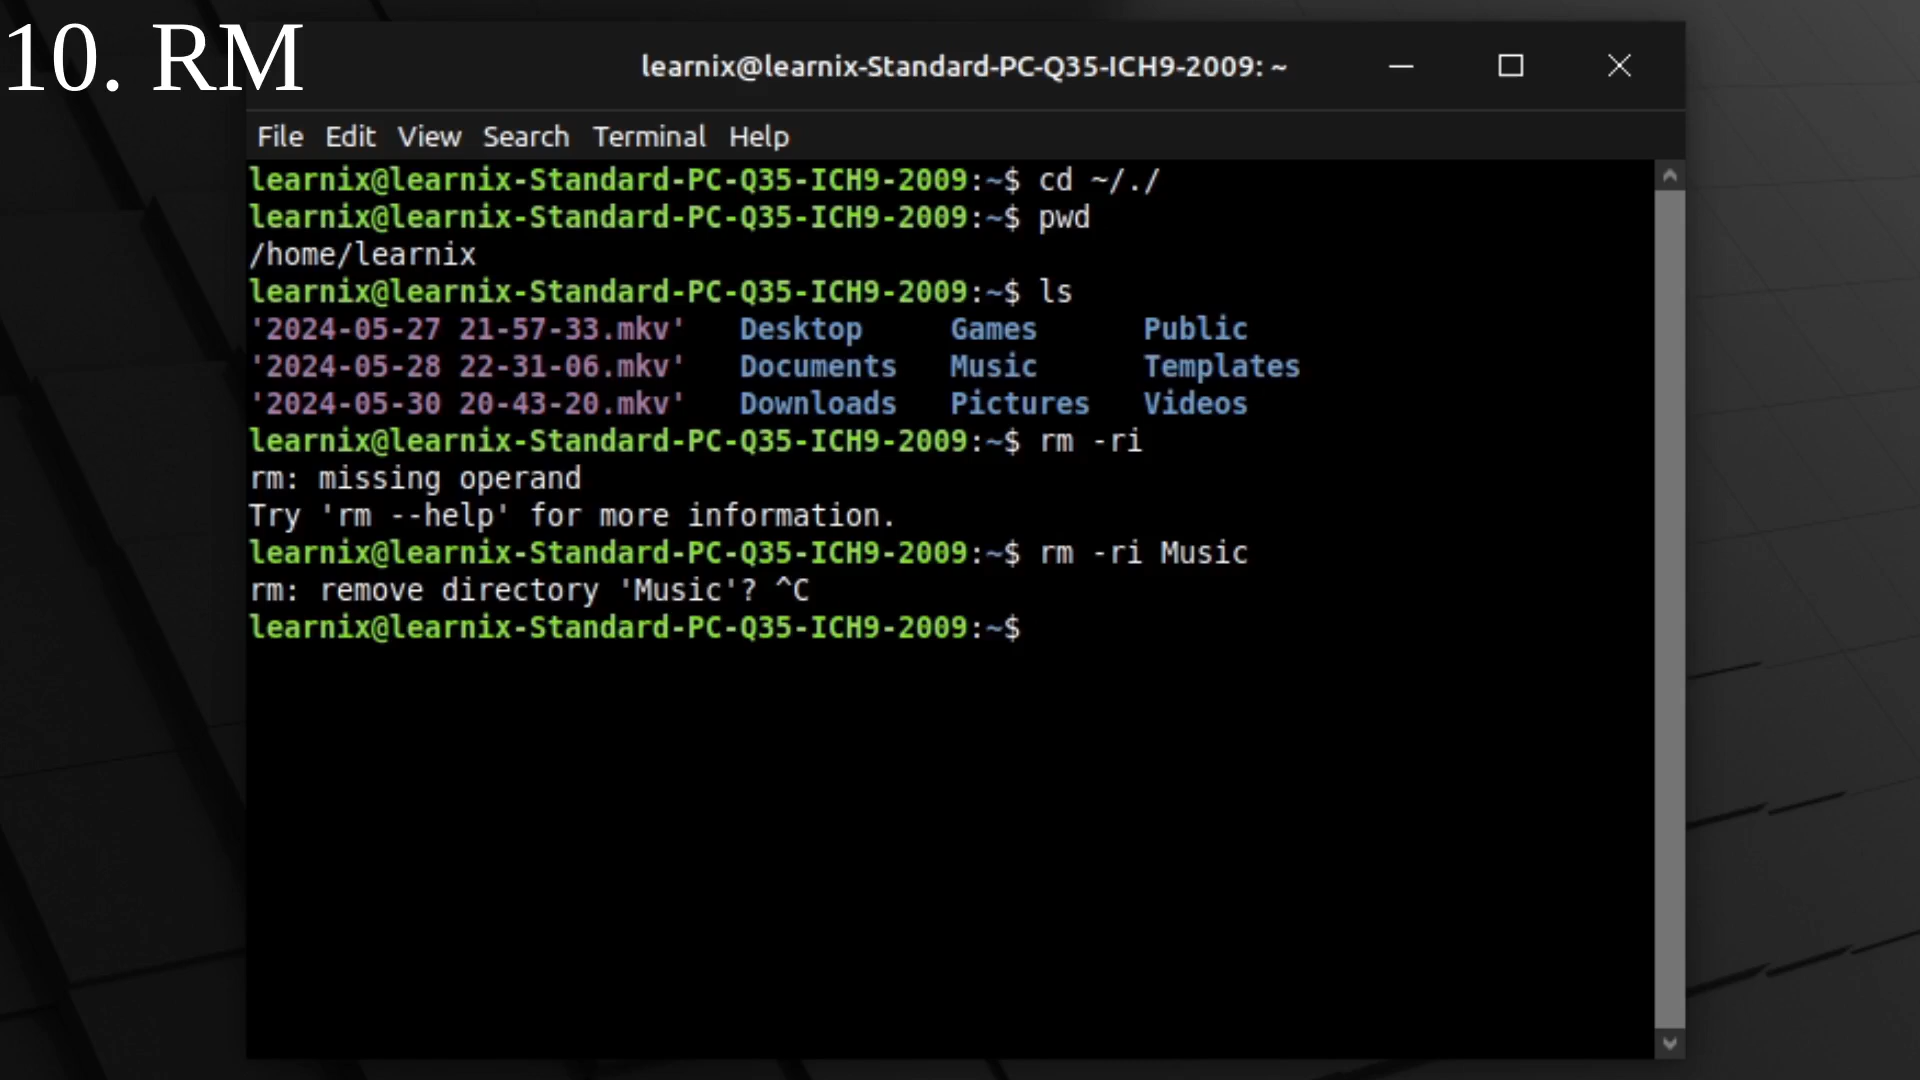 10. RM
learnix@learnix-Standard-PC-Q35-ICH9-2009: ~
File Edit View Search Terminal Help
learnix@learnix-Standard-PC-Q35-ICH9-2009:~$ cd ~/./
learnix@learnix-Standard-PC-Q35-ICH9-2009:~$ pwd
/home/learnix
learnix@learnix-Standard-PC-Q35-ICH9-2009:~$ ls
'2024-05-27 21-57-33.mkv' Desktop Games Public
'2024-05-28 22-31-06.mkv' Documents Music Templates
'2024-05-30 20-43-20.mkv' Downloads Pictures Videos
learnix@learnix-Standard-PC-Q35-ICH9-2009:~$ rm -ri
rm: missing operand
Try 'rm --help' for more information.
learnix@learnix-Standard-PC-Q35-ICH9-2009:~$ rm -ri Music
rm: remove directory 'Music'? ^C
learnix@learnix-Standard-PC-Q35-ICH9-2009:~$